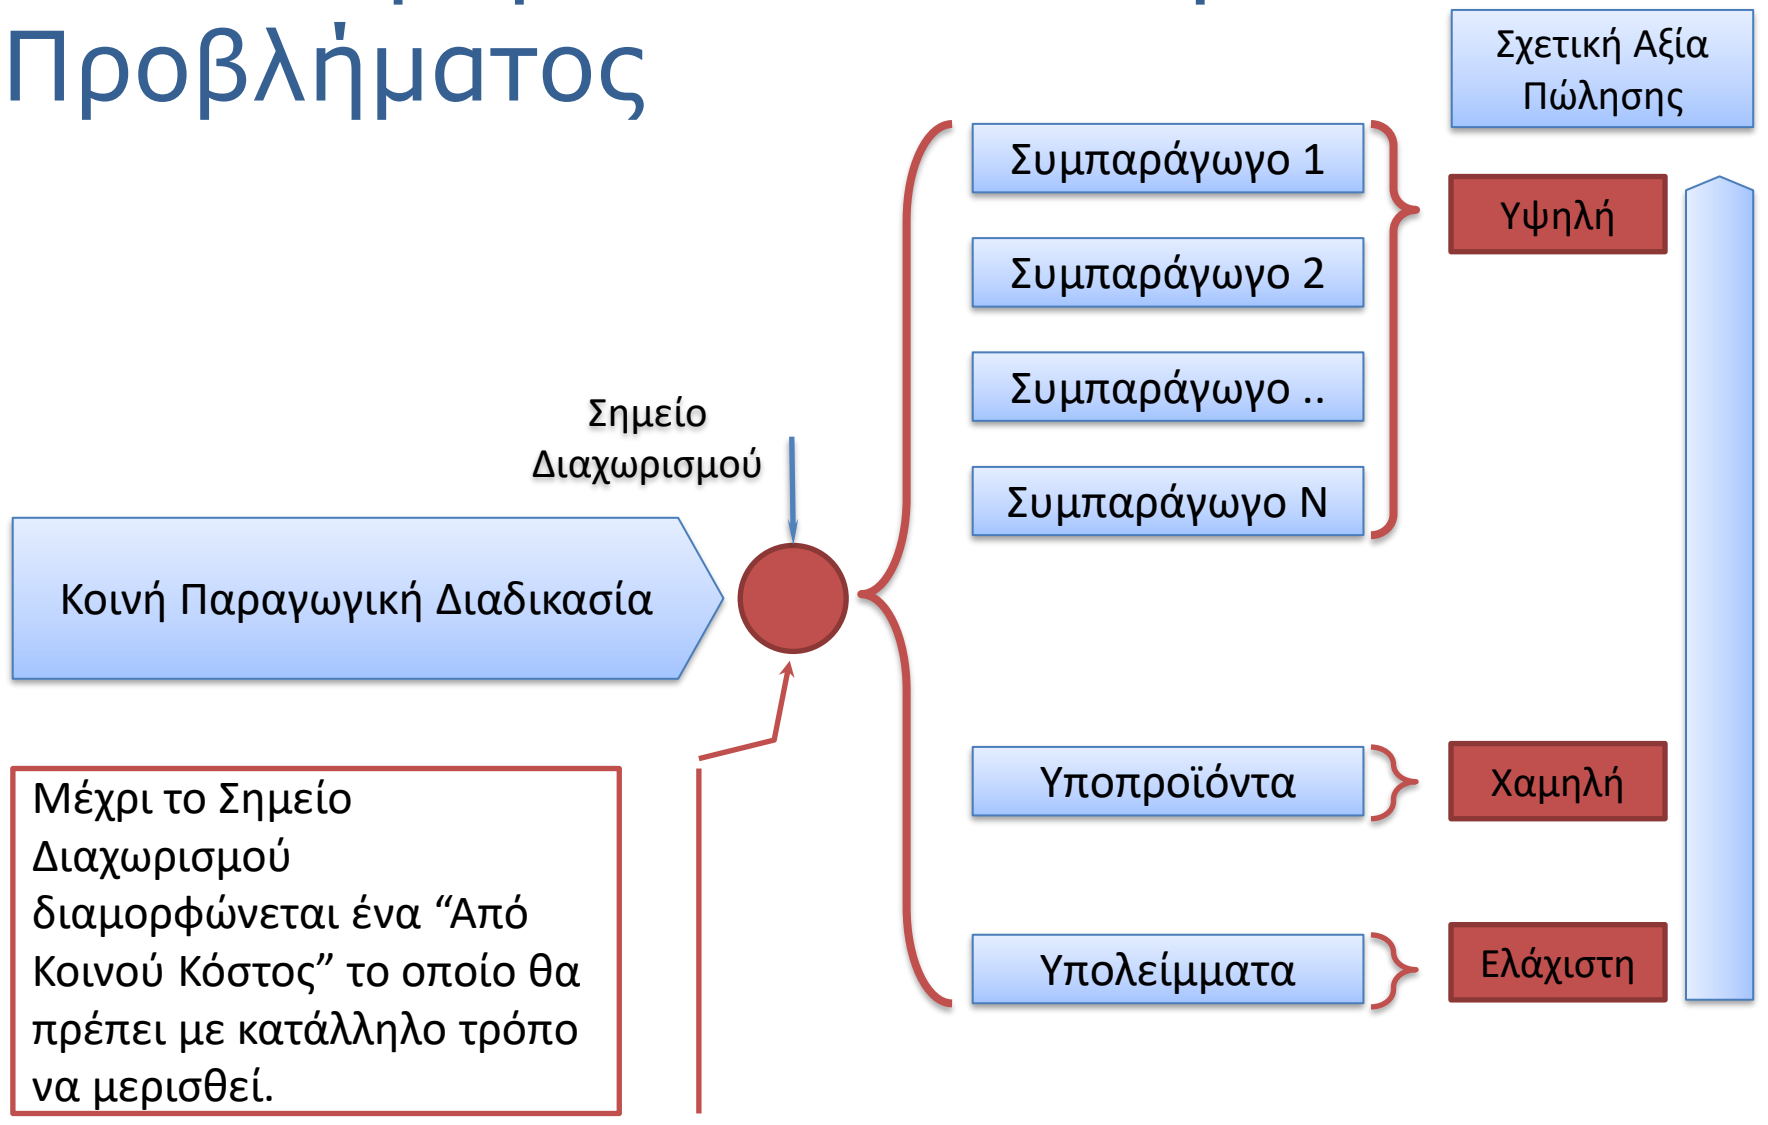 Προβλήματος
Σχετική Αξία
Πώλησης
Συμπαράγωγο 1
Υψηλή
Συμπαράγωγο 2
Συμπαράγωγο ..
Σημείο
Διαχωρισμού
Συμπαράγωγο Ν
Κοινή Παραγωγική Διαδικασία
Υποπροϊόντα
Χαμηλή
Μέχρι το Σημείο
Διαχωρισμού
διαμορφώνεται ένα “Από
Κοινού Κόστος” το οποίο θα
πρέπει με κατάλληλο τρόπο
να μερισθεί.
Υπολείμματα
Ελάχιστη